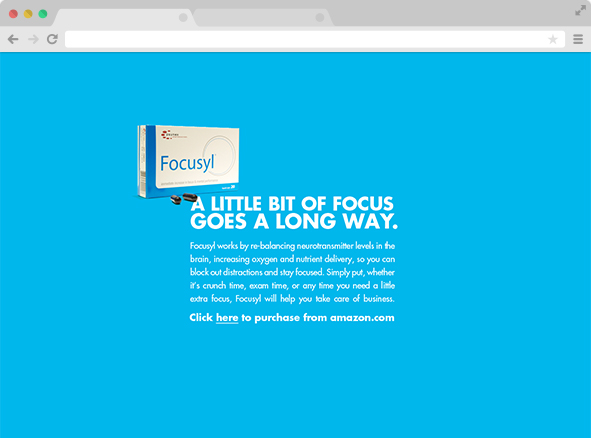 Focusyl
A LITTLE BIT OF FOCUS
GOES A LONG WAY.
Focusyl works by re-balancing neurotransmitter levels in the
brain, increasing oxygen and nutrient delivery, so you can
block out distractions and stay focused. Simply put, whether
it's crunch time, exam time, or any time you need a little
extra focus, Focusyl will help you take care of business.
Click here to purchase from amazon.com